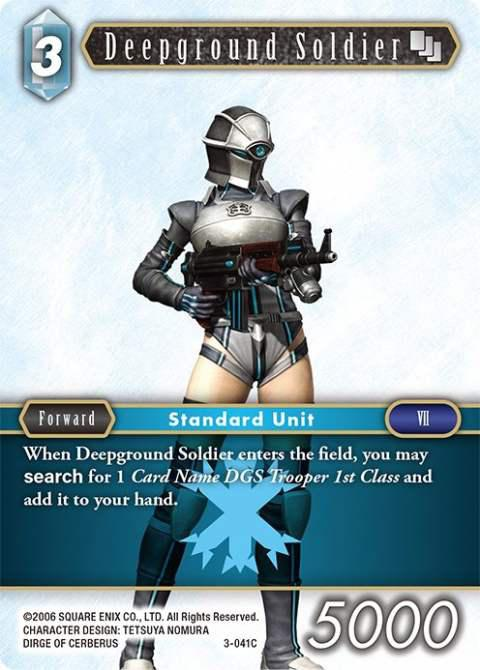 3
Deepground Soldier
Forward
Standard Unit
VII
When Deepground Soldier enters the field, you may
search for 1 Card Name DGS Trooper 1st Class and
add it to your hand.
©2006 SQUARE ENIX CO., LTD. All Rights Reserved.
CHARACTER DESIGN: TETSUYA NOMURA
DIRGE OF CERBERUS
3-041C
5000